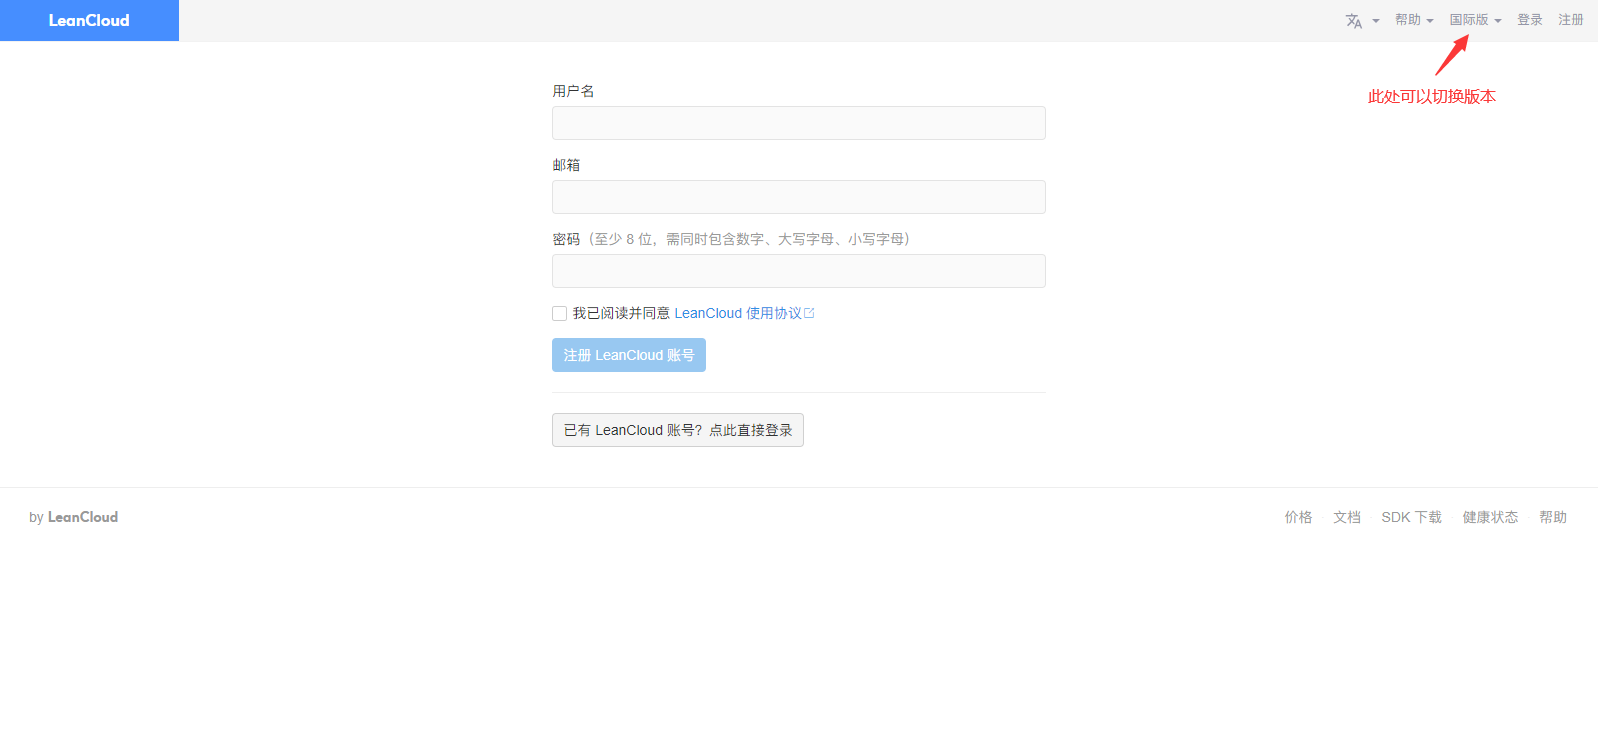 LeanCloud
帮助 国际版 登录 注册
此处可以切换版本
用户名
邮箱
密码（至少 8 位，需同时包含数字、大写字母、小写字母）
我已阅读并同意 LeanCloud 使用协议
注册 LeanCloud 账号
已有 LeanCloud 账号？点此直接登录
by LeanCloud
价格 文档 SDK 下载 健康状态 帮助